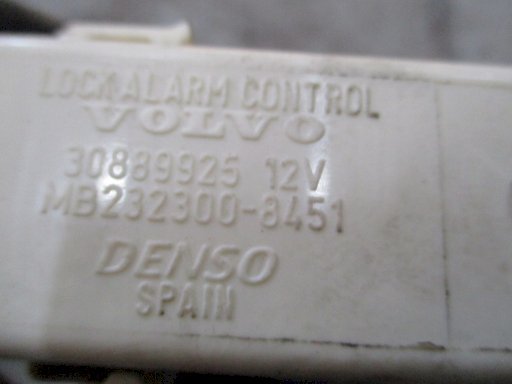 LOCK ALARM CONTROL
VOLVO
30889925 12V
MB232300-8451
DENSO
SPAIN